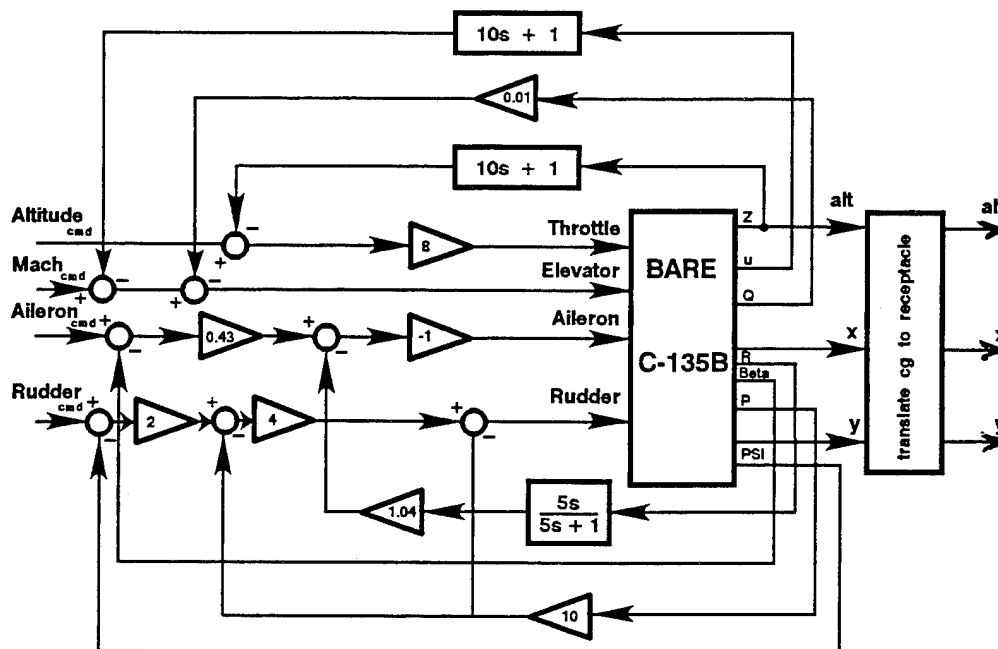 10s + 1
0.01
10s + 1
Altitude cmd
8
Throttle
Mach cmd
Elevator
Aileron cmd
0.43
-1
Aileron
Rudder cmd
2
4
Rudder
BARE
C-135B
Z
u
Q
R
Beta
P
PSI
alt
x
y
translate cg to receptacle
x
y
1.04
5s
5s + 1
10
+
-
+
-
+
-
+
-
+
-
+
-
+
-
+
-